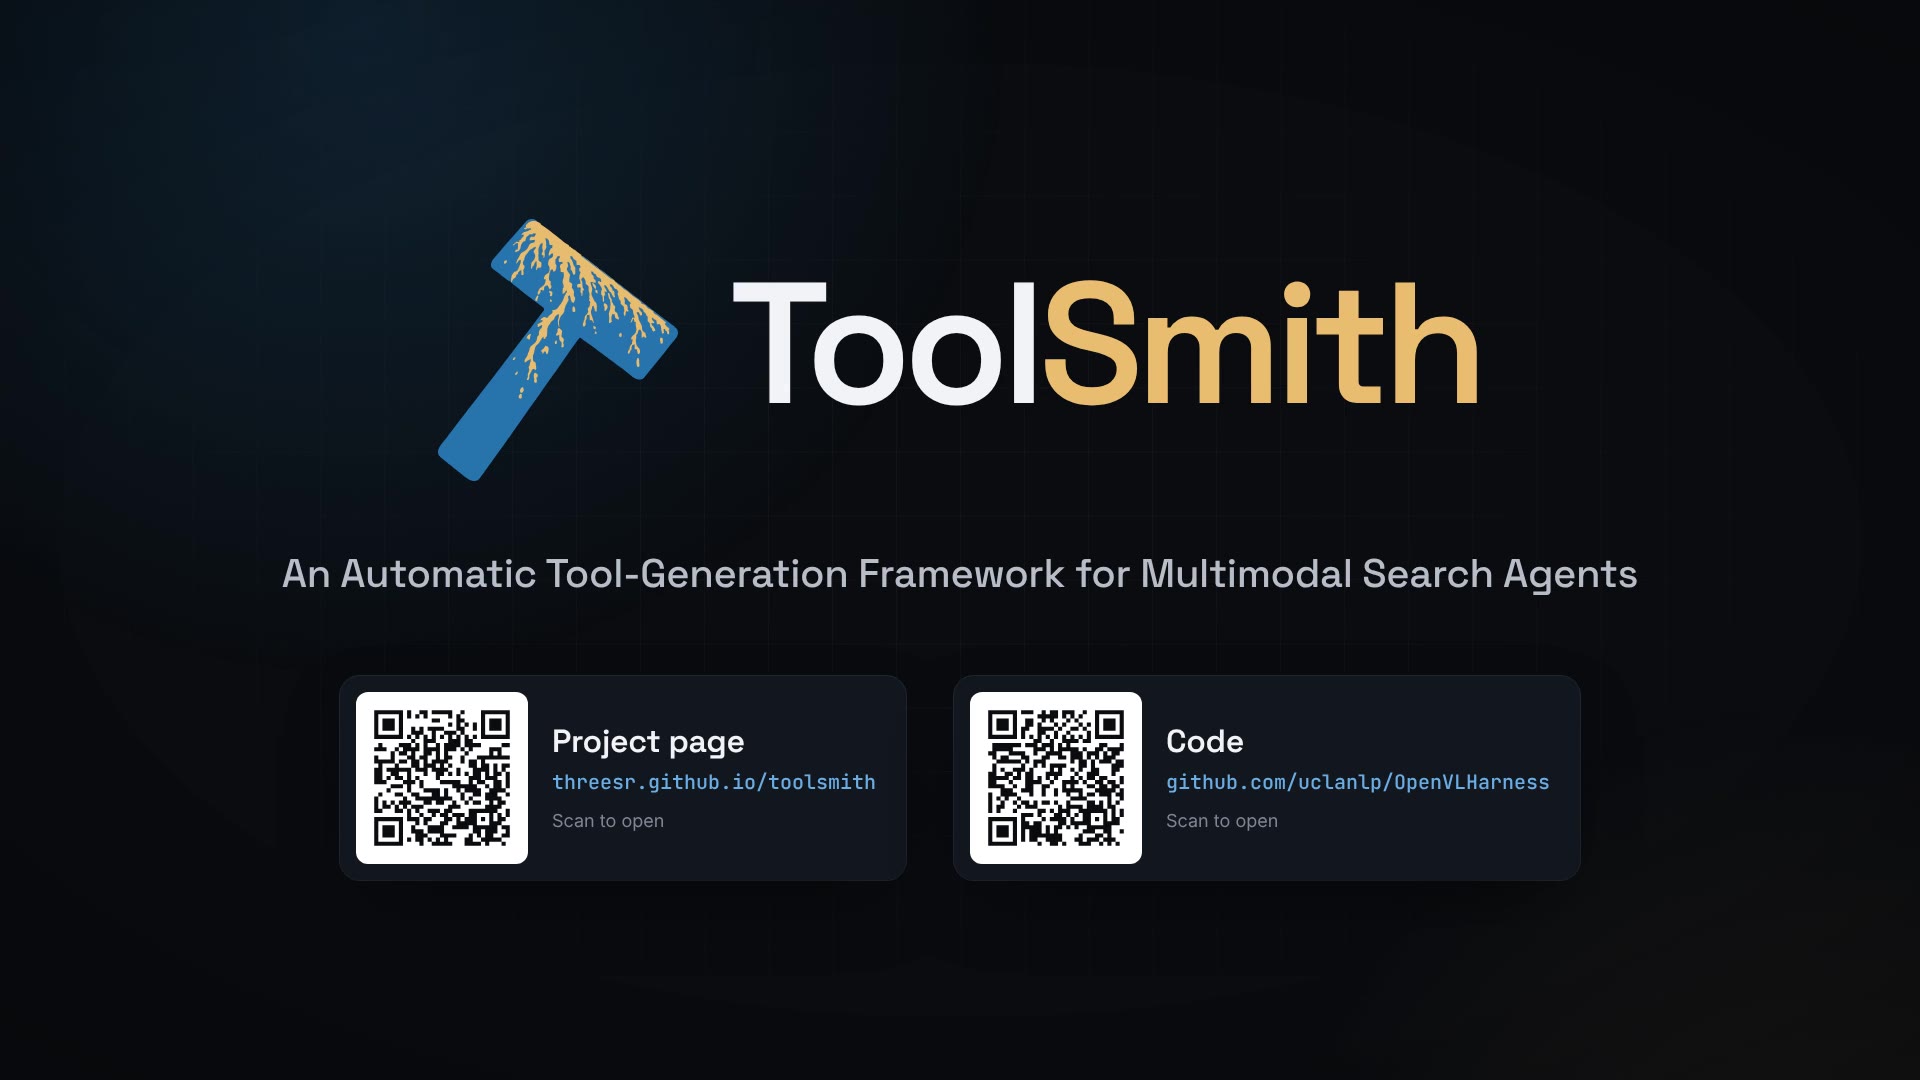 ToolSmith
An Automatic Tool-Generation Framework for Multimodal Search Agents
Project page
threesr.github.io/toolsmith
Scan to open
Code
github.com/uclanlp/OpenVLHarness
Scan to open